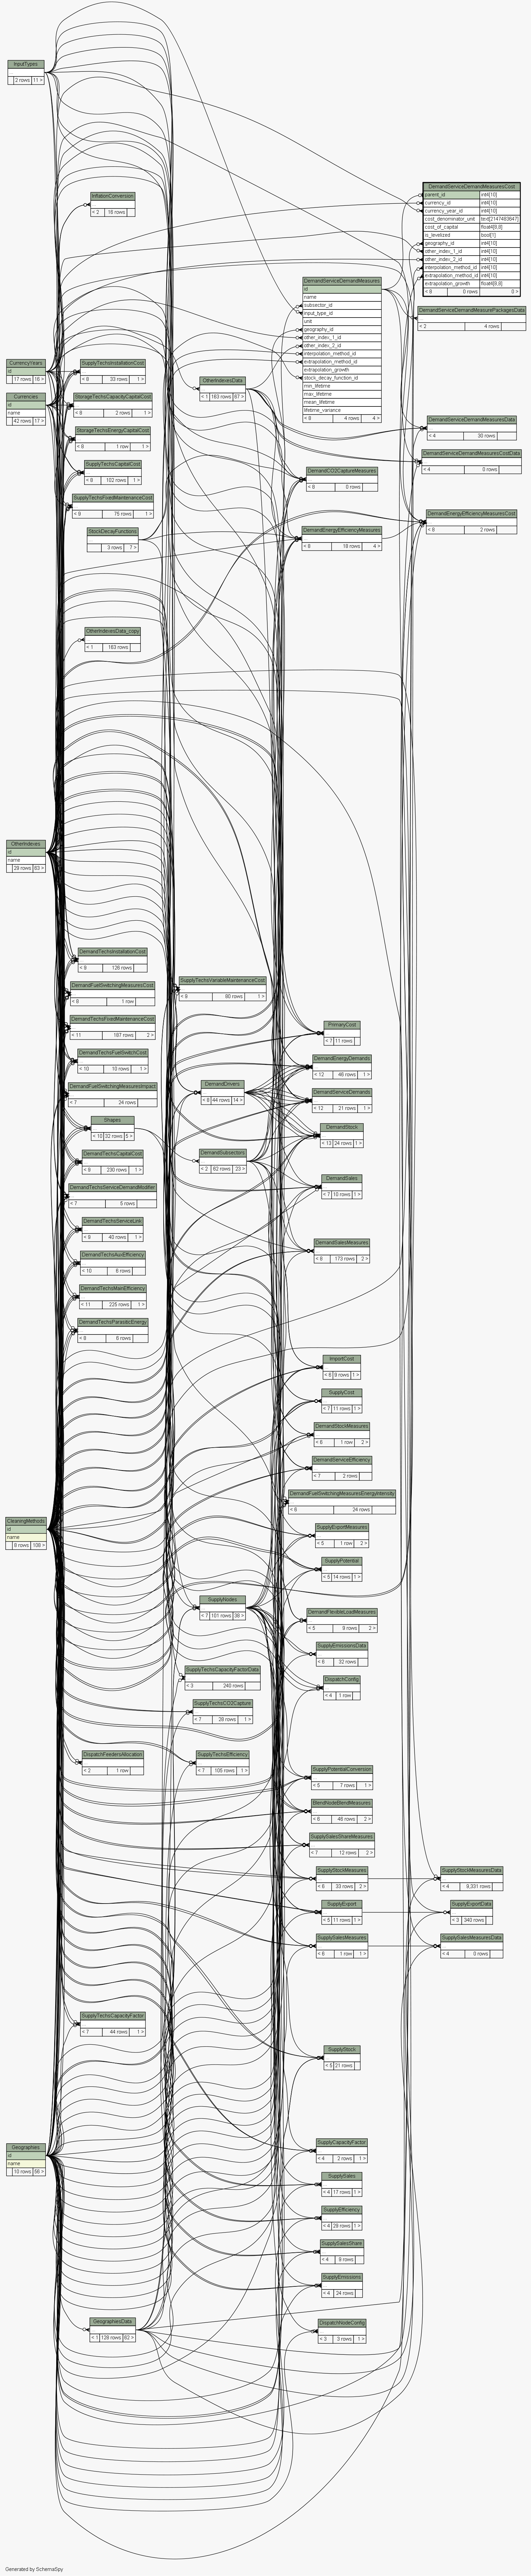 InputTypes
2 rows 11 >
DemandServiceDemandMeasuresCost
parent_id int4[10]
currency_id int4[10]
currency_year_id int4[10]
cost_denominator_unit text[2147483647]
cost_of_capital float4[8,8]
is_levelized bool[1]
geography_id int4[10]
other_index_1_id int4[10]
other_index_2_id int4[10]
interpolation_method_id int4[10]
extrapolation_method_id int4[10]
extrapolation_growth float4[8,8]
< 8 0 rows 0 >
InflationConversion
< 2 18 rows
DemandServiceDemandMeasures
id
name
subsector_id
input_type_id
unit
geography_id
other_index_1_id
other_index_2_id
interpolation_method_id
extrapolation_method_id
extrapolation_growth
stock_decay_function_id
min_lifetime
max_lifetime
mean_lifetime
lifetime_variance
< 8 4 rows 4 >
DemandServiceDemandMeasurePackagesData
< 2 4 rows
CurrencyYears
id
17 rows 18 >
SupplyTechsInstallationCost
< 8 33 rows 1 >
OtherIndexesData
< 1 163 rows 67 >
Currencies
id
name
42 rows 17 >
StorageTechsCapacityCapitalCost
< 8 2 rows 1 >
StorageTechsEnergyCapitalCost
< 8 1 row 1 >
DemandServiceDemandMeasuresData
< 4 30 rows
SupplyTechsCapitalCost
< 8 102 rows 1 >
DemandCO2CaptureMeasures
< 8 0 rows
DemandServiceDemandMeasuresCostData
< 4 0 rows
SupplyTechsFixedMaintenanceCost
< 8 75 rows 1 >
StockDecayFunctions
3 rows 7 >
DemandEnergyEfficiencyMeasures
< 8 18 rows 4 >
DemandEnergyEfficiencyMeasuresCost
< 8 2 rows
OtherIndexesData_copy
< 1 163 rows
OtherIndexes
id
name
28 rows 63 >
DemandTechsInstallationCost
< 8 126 rows
DemandFuelSwitchingMeasuresCost
< 8 1 row
SupplyTechsVariableMaintenanceCost
< 8 90 rows 1 >
DemandTechsFixedMaintenanceCost
< 11 187 rows 2 >
PrimaryCost
< 7 11 rows
DemandTechsFuelSwitchCost
< 10 10 rows 1 >
DemandEnergyDemands
< 12 46 rows 1 >
DemandFuelSwitchingMeasuresImpact
< 7 24 rows
DemandDrivers
< 8 44 rows 14 >
DemandServiceDemands
< 12 21 rows 1 >
Shapes
< 10 32 rows 5 >
DemandStock
< 13 24 rows 1 >
DemandTechsCapitalCost
< 8 230 rows 1 >
DemandSubsectors
< 2 62 rows 23 >
DemandTechsServiceDemandModifier
< 7 5 rows
DemandSales
< 7 10 rows 1 >
DemandTechsServiceLink
< 8 40 rows 1 >
DemandTechsAuxEfficiency
< 10 6 rows
DemandSalesMeasures
< 6 173 rows 2 >
DemandTechsMainEfficiency
< 11 225 rows 1 >
DemandTechsParasiticEnergy
< 9 6 rows
ImportCost
< 6 9 rows 1 >
SupplyCost
< 7 11 rows 1 >
DemandStockMeasures
< 6 1 row 2 >
DemandServiceEfficiency
< 7 2 rows
DemandFuelSwitchingMeasuresEnergyIntensity
< 6 24 rows
CleaningMethods
id
name
8 rows 108 >
SupplyExportMeasures
< 5 1 row 2 >
SupplyPotential
< 5 14 rows 1 >
SupplyNodes
< 7 101 rows 38 >
DemandFlexibleLoadMeasures
< 5 9 rows 2 >
SupplyEmissionsData
< 6 32 rows
SupplyTechsCapacityFactorData
< 3 240 rows
DispatchConfig
< 4 1 row
SupplyTechsCO2Capture
< 7 28 rows 1 >
DispatchFeedersAllocation
< 2 1 row
SupplyTechsEfficiency
< 7 105 rows 1 >
SupplyPotentialConversion
< 5 7 rows 1 >
BlendNodeBlendMeasures
< 6 48 rows 2 >
SupplySalesShareMeasures
< 7 12 rows 2 >
SupplyStockMeasures
< 6 33 rows 2 >
SupplyStockMeasuresData
< 4 9,331 rows
SupplyExport
< 5 11 rows 1 >
SupplyExportData
< 3 340 rows
SupplySalesMeasures
< 6 1 row 1 >
SupplySalesMeasuresData
< 4 0 rows
SupplyTechsCapacityFactor
< 7 44 rows 1 >
SupplyStock
< 5 21 rows
Geographies
id
name
10 rows 56 >
SupplyCapacityFactor
< 4 2 rows 1 >
SupplySales
< 4 17 rows 1 >
SupplyEfficiency
< 4 29 rows 1 >
SupplySalesShare
< 4 9 rows
SupplyEmissions
< 4 24 rows
GeographiesData
< 1 128 rows 62 >
DispatchNodeConfig
< 3 3 rows 1 >
Generated by SchemaSpy